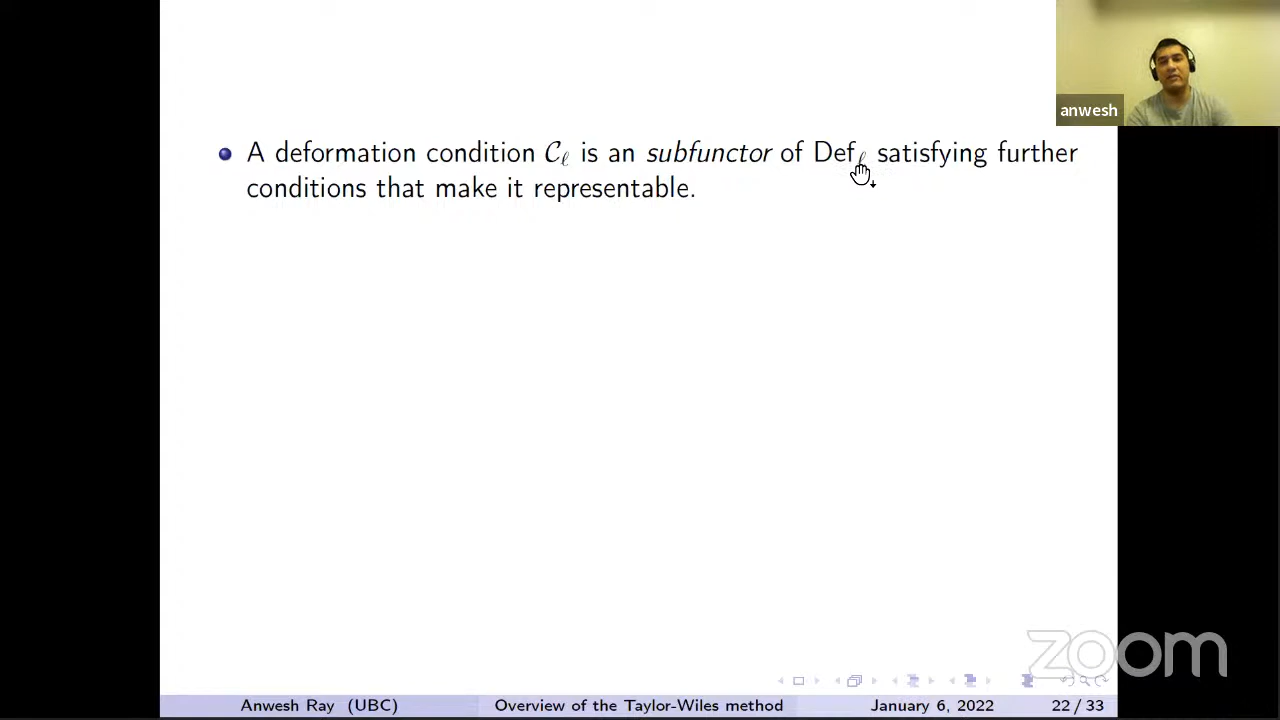 anwesh
A deformation condition 𝒞_ℓ is an subfunctor of Def_ℓ satisfying further
conditions that make it representable.
zoom
Anwesh Ray (UBC) Overview of the Taylor-Wiles method January 6, 2022 22 / 33